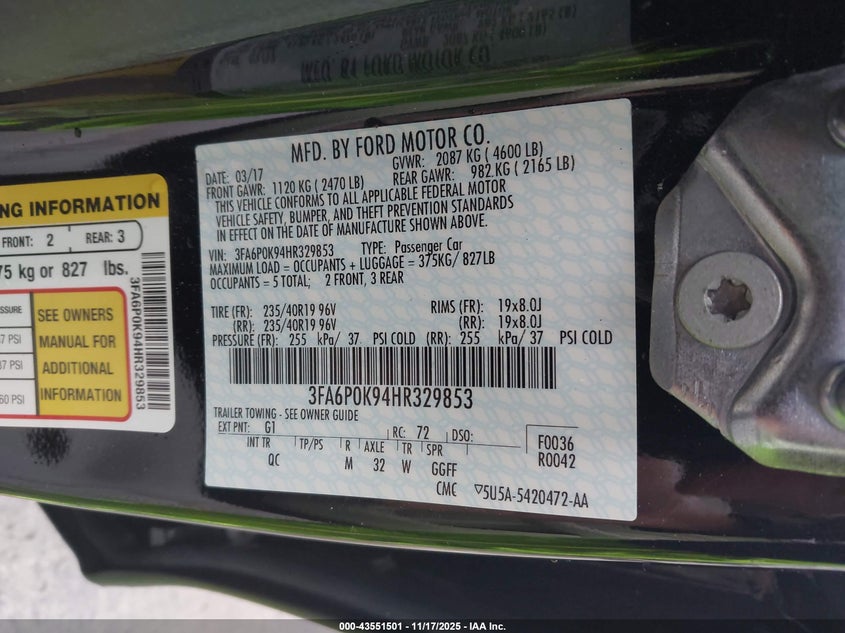 MFD. BY FORD MOTOR CO.
DATE: 03/17 GVWR: 2087 KG ( 4600 LB)
FRONT GAWR: 1120 KG ( 2470 LB) REAR GAWR: 982 KG ( 2165 LB)
THIS VEHICLE CONFORMS TO ALL APPLICABLE FEDERAL MOTOR
VEHICLE SAFETY, BUMPER, AND THEFT PREVENTION STANDARDS
IN EFFECT ON THE DATE OF MANUFACTURE SHOWN ABOVE.
VIN: 3FA6P0K94HR329853 TYPE: Passenger Car
MAXIMUM LOAD = OCCUPANTS + LUGGAGE = 375KG/ 827LB
OCCUPANTS = 5 TOTAL: 2 FRONT, 3 REAR
TIRE (FR): 235/40R19 96V RIMS (FR): 19x8.0J
(RR): 235/40R19 96V (RR): 19x8.0J
PRESSURE (FR): 255 kPa/ 37 PSI COLD (RR): 255 kPa/ 37 PSI COLD
3FA6P0K94HR329853
TRAILER TOWING - SEE OWNER GUIDE
EXT PNT: G1 RC: 72 DSO:
INT TR TP/PS R AXLE TR SPR
QC M 32 W GGFF
F0036
R0042
CMC ▽5U5A-5420472-AA
NG INFORMATION
FRONT: 2 REAR: 3
75 kg or 827 lbs.
SSURE
7 PSI
37 PSI
60 PSI
SEE OWNERS
MANUAL FOR
ADDITIONAL
INFORMATION
3FA6P0K94HR329853
000-43551501 - 11/17/2025 - IAA Inc.